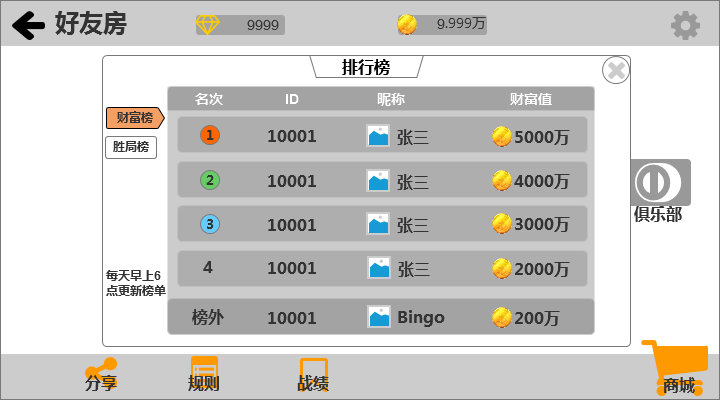 好友房
9999
9.999万
排行榜
名次 ID 昵称 财富值
财富榜
胜局榜
1 10001 张三 5000万
2 10001 张三 4000万
3 10001 张三 3000万
4 10001 张三 2000万
榜外 10001 Bingo 200万
每天早上6
点更新榜单
俱乐部
分享
规则
战绩
商城